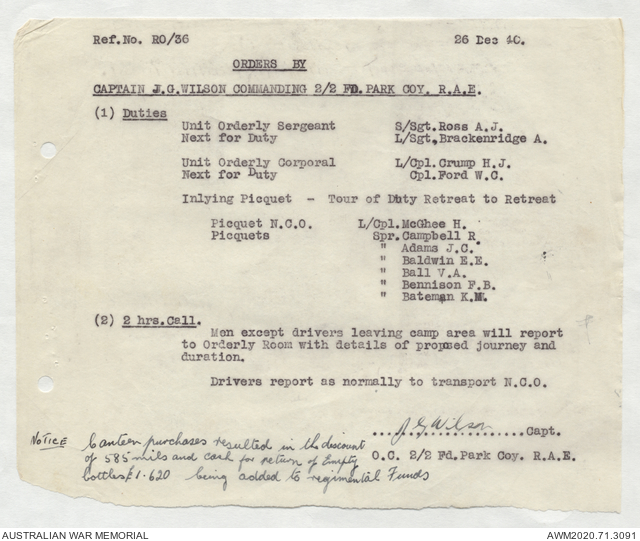 Ref.No. RO/36 26 Dec 40.
ORDERS BY
CAPTAIN J.G.WILSON COMMANDING 2/2 FD.PARK COY. R.A.E.
(1) Duties
Unit Orderly Sergeant S/Sgt.Ross A.J.
Next for Duty L/Sgt.Brackenridge A.
Unit Orderly Corporal L/Cpl.Crump H.J.
Next for Duty Cpl.Ford W.C.
Inlying Picquet - Tour of Duty Retreat to Retreat
Picquet N.C.O. L/Cpl.McGhee H.
Picquets Spr.Campbell R.
" Adams J.C.
" Baldwin E.E.
" Ball V.A.
" Bennison F.B.
" Bateman K.M.
(2) 2 hrs.Call.
Men except drivers leaving camp area will report
to Orderly Room with details of propsed journey and
duration.
Drivers report as normally to transport N.C.O.
J G Wilson
..........................Capt.
O.C. 2/2 Fd.Park Coy. R.A.E.
NOTICE Canteen purchases resulted in the discount
of 585 mils and cash for return of Empty
bottles 1·620 being added to regimental Funds
AUSTRALIAN WAR MEMORIAL AWM2020.71.3091